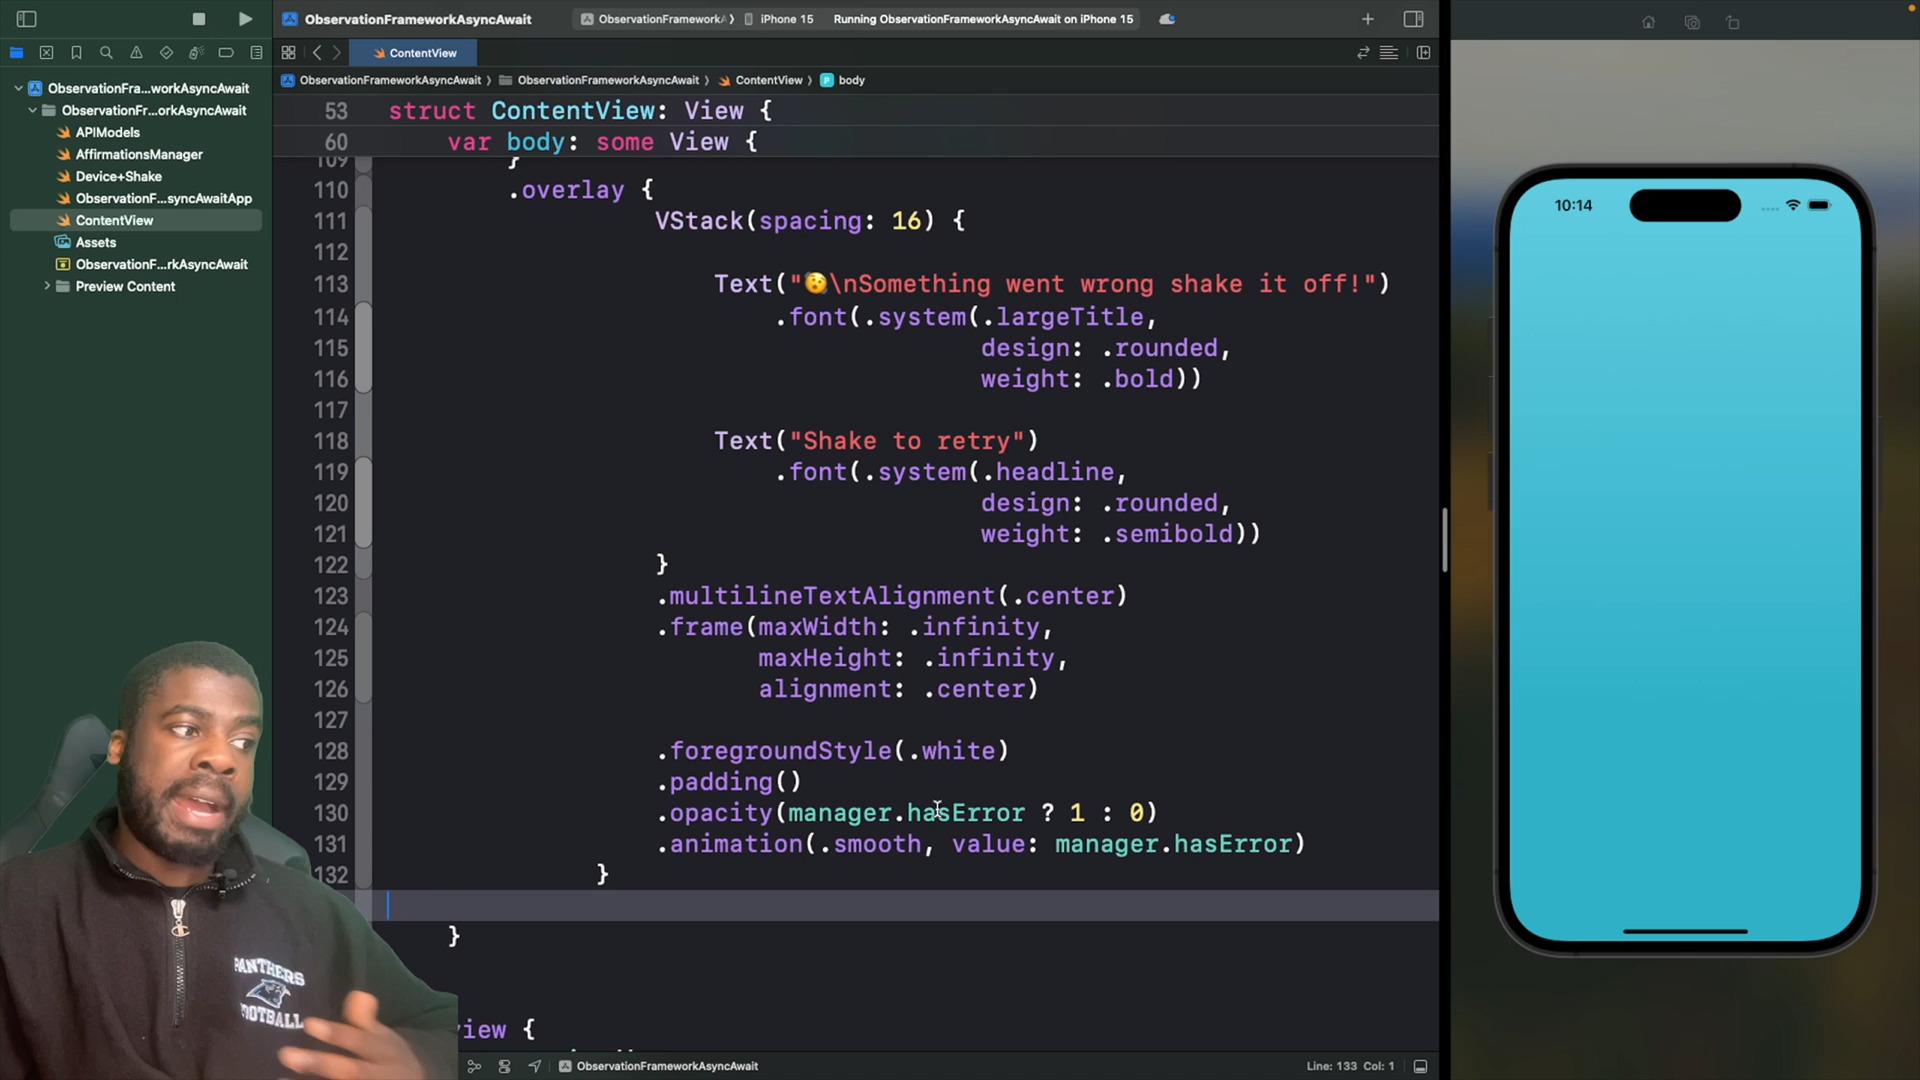 ObservationFrameworkAsyncAwait
ObservationFrameworkA
iPhone 15
Running ObservationFrameworkAsyncAwait on iPhone 15
ContentView
ObservationFra...workAsyncAwait
ObservationFr...orkAsyncAwait
APIModels
AffirmationsManager
Device+Shake
ObservationF...syncAwaitApp
ContentView
Assets
ObservationF...rkAsyncAwait
Preview Content
ObservationFrameworkAsyncAwait
ObservationFrameworkAsyncAwait
ContentView
body
53 struct ContentView: View {
60 var body: some View {
109 }
110 .overlay {
111 VStack(spacing: 16) {
112
113 Text("😯\nSomething went wrong shake it off!")
114 .font(.system(.largeTitle,
115 design: .rounded,
116 weight: .bold))
117
118 Text("Shake to retry")
119 .font(.system(.headline,
120 design: .rounded,
121 weight: .semibold))
122 }
123 .multilineTextAlignment(.center)
124 .frame(maxWidth: .infinity,
125 maxHeight: .infinity,
126 alignment: .center)
127
128 .foregroundStyle(.white)
129 .padding()
130 .opacity(manager.hasError ? 1 : 0)
131 .animation(.smooth, value: manager.hasError)
132 }
}
view {
ObservationFrameworkAsyncAwait
Line: 133 Col: 1
10:14
PANTHERS
FOOTBALL